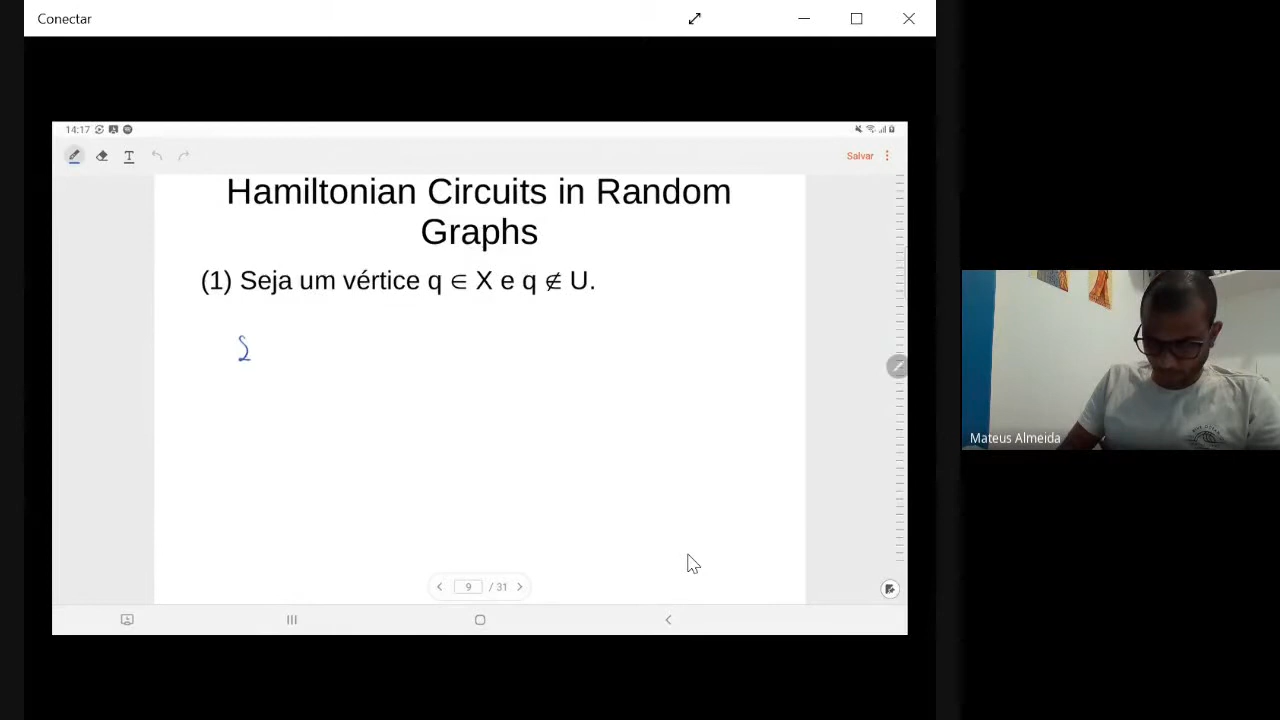 Conectar
14:17
Salvar
Hamiltonian Circuits in Random
Graphs
(1) Seja um vértice q ∈ X e q ∉ U.
9 / 31
Mateus Almeida